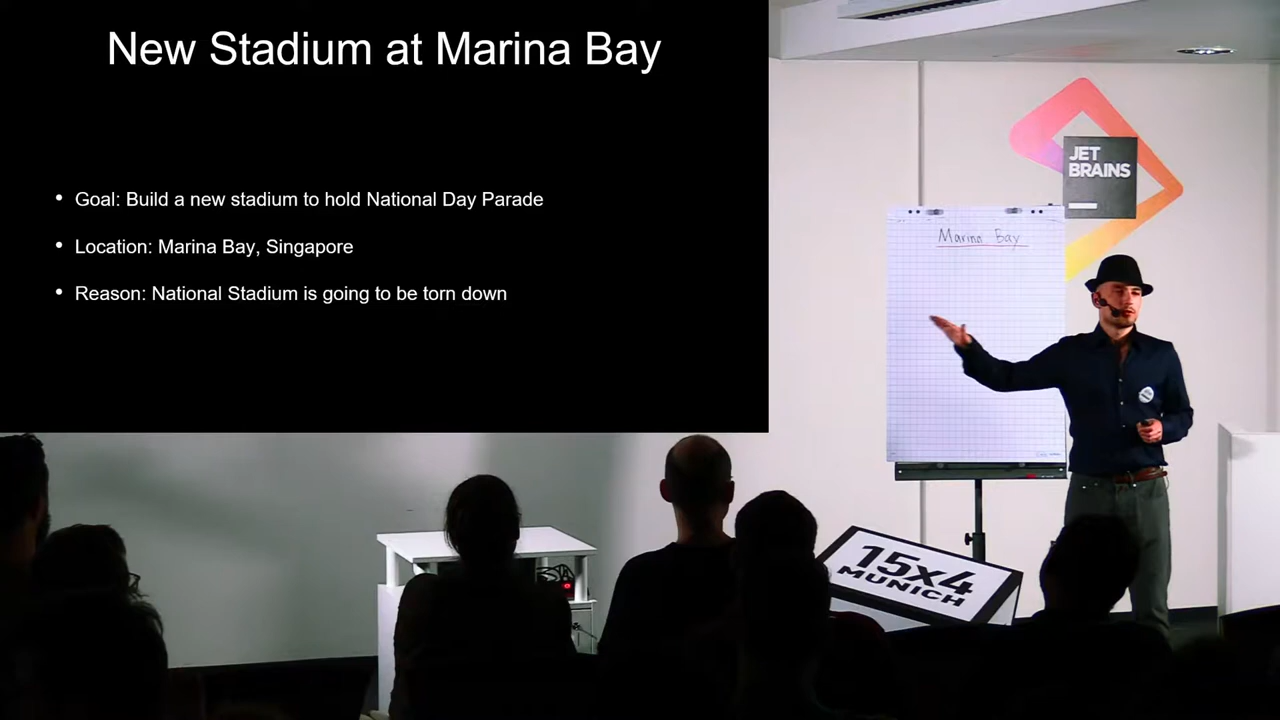 New Stadium at Marina Bay
• Goal: Build a new stadium to hold National Day Parade
• Location: Marina Bay, Singapore
• Reason: National Stadium is going to be torn down
JET
BRAINS
Marina Bay
15x4
MUNICH